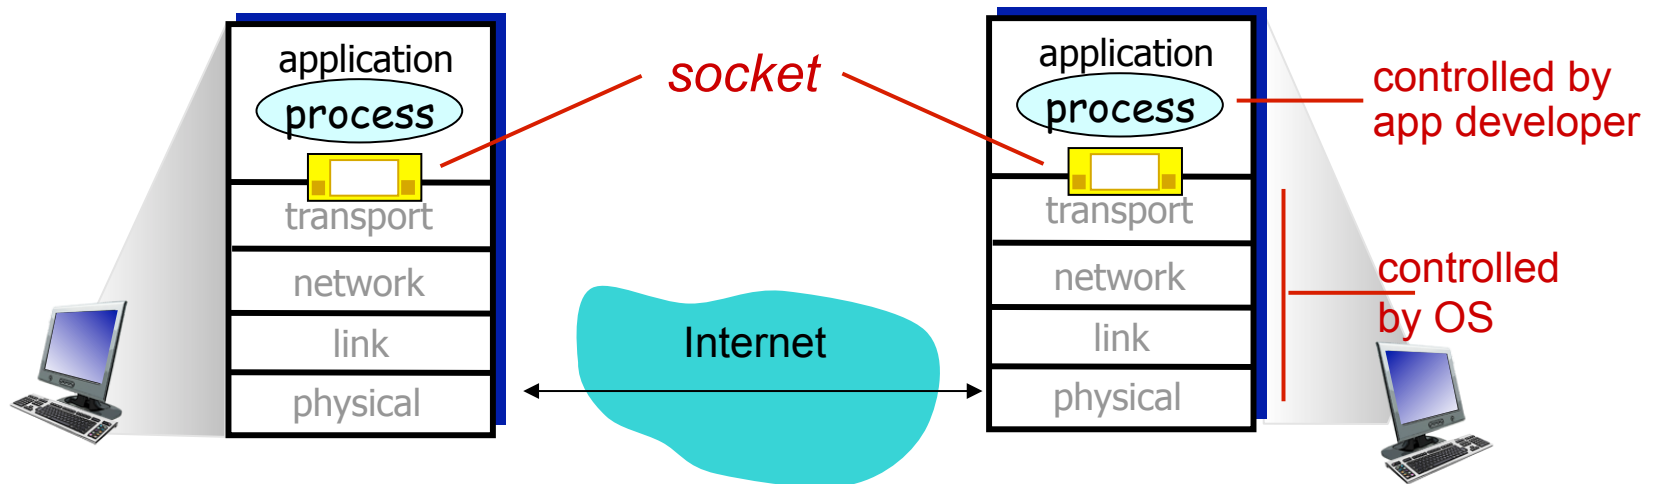 application
process
transport
network
link
physical
socket
Internet
application
process
transport
network
link
physical
controlled by
app developer
controlled
by OS